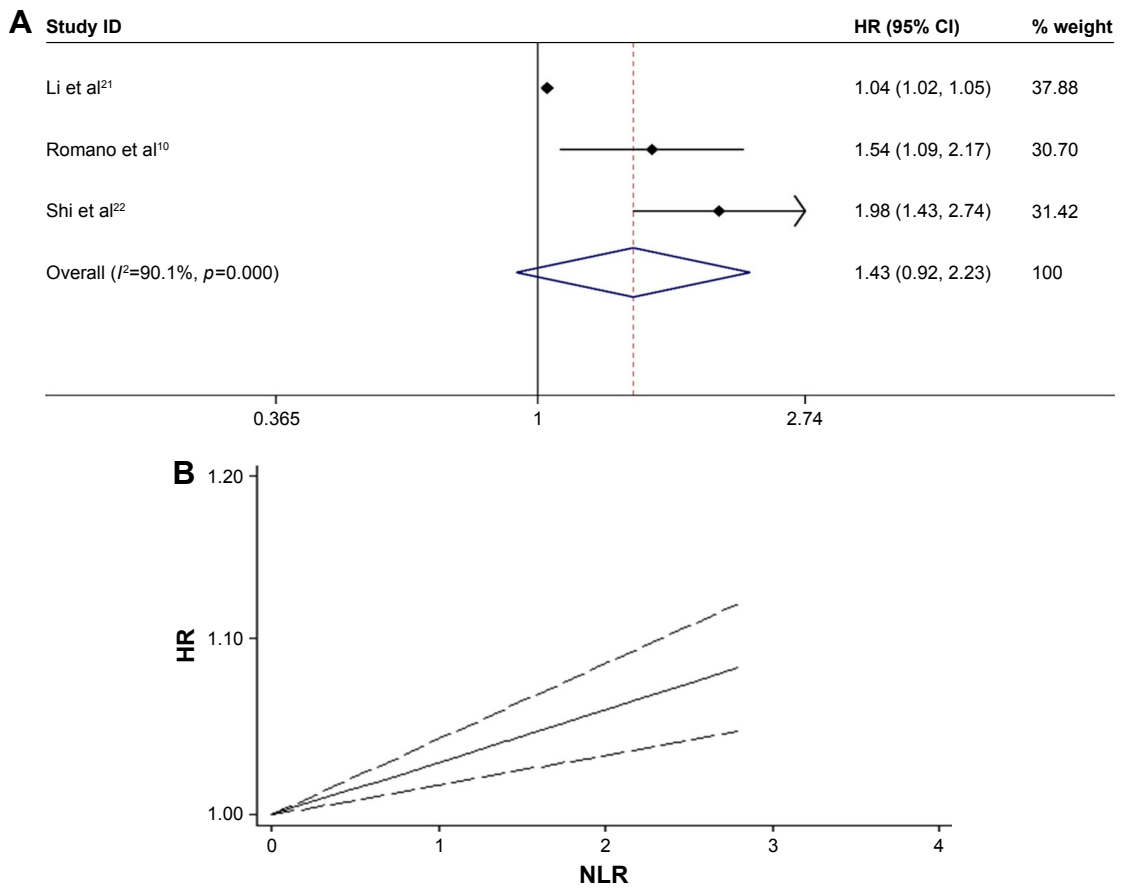 A
Study ID HR (95% CI) % weight
Li et al²¹ 1.04 (1.02, 1.05) 37.88
Romano et al¹⁰ 1.54 (1.09, 2.17) 30.70
Shi et al²² 1.98 (1.43, 2.74) 31.42
Overall (I²=90.1%, p=0.000) 1.43 (0.92, 2.23) 100
0.365 1 2.74
B
1.20
1.10
1.00
HR
0 1 2 3 4
NLR